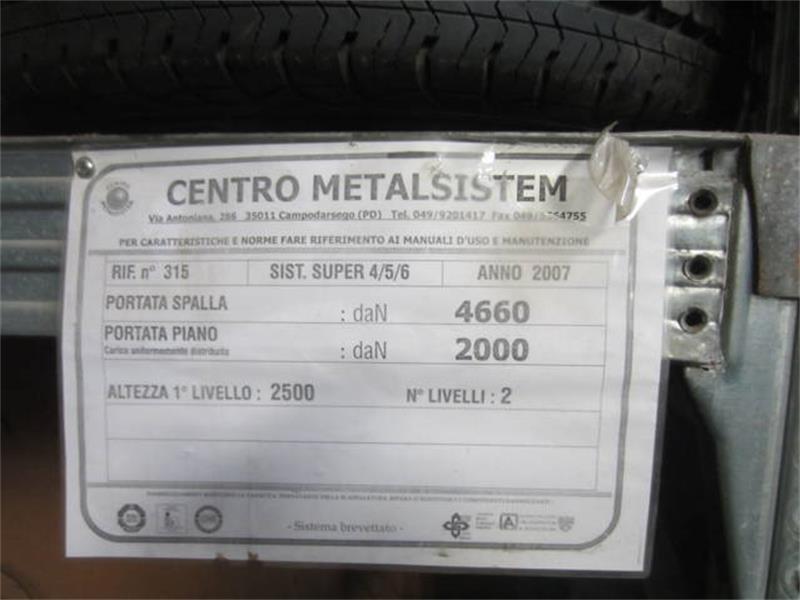 CENTRO METALSISTEM
Via Antoniana, 286 35011 Campodarsego (PD) Tel. 049/9201417 Fax 049/
PER CARATTERISTICHE E NORME FARE RIFERIMENTO AI MANUALI D'USO E MANUTENZIONE
RIF. n° 315 SIST. SUPER 4/5/6 ANNO 2007
PORTATA SPALLA : daN 4660
PORTATA PIANO : daN 2000
Carico uniformemente distribuito
ALTEZZA 1° LIVELLO : 2500 N° LIVELLI : 2
- Sistema brevettato -